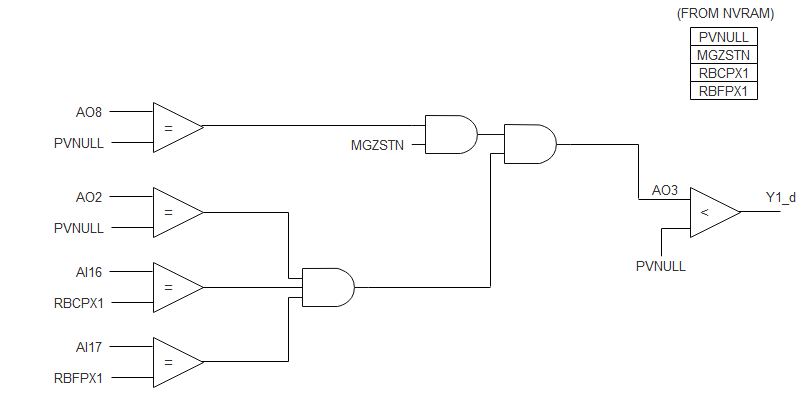 (FROM NVRAM)
PVNULL
MGZSTN
RBCPX1
RBFPX1
AO8
=
PVNULL
MGZSTN
AO2
=
PVNULL
AO3
<
Y1_d
PVNULL
AI16
=
RBCPX1
AI17
=
RBFPX1